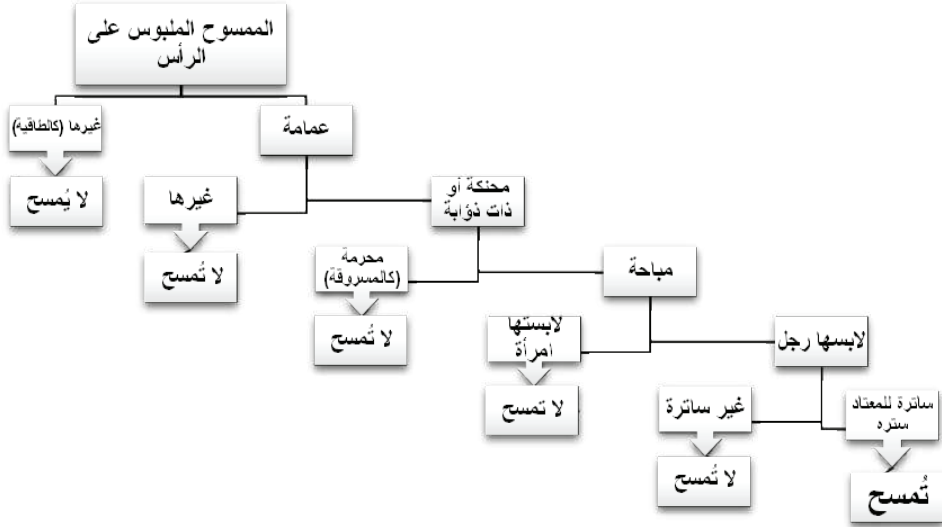 الممسوح الملبوس على
الرأس
عمامة
غيرها (كالطاقية)
لا يُمسح
محنكة أو
ذات ذؤابة
غيرها
لا تُمسح
مباحة
محرمة
(كالمسروقة)
لا تُمسح
لابسها رجل
لابستها
امرأة
لا تمسح
ساترة للمعتاد
ستره
تُمسح
غير ساترة
لا تُمسح